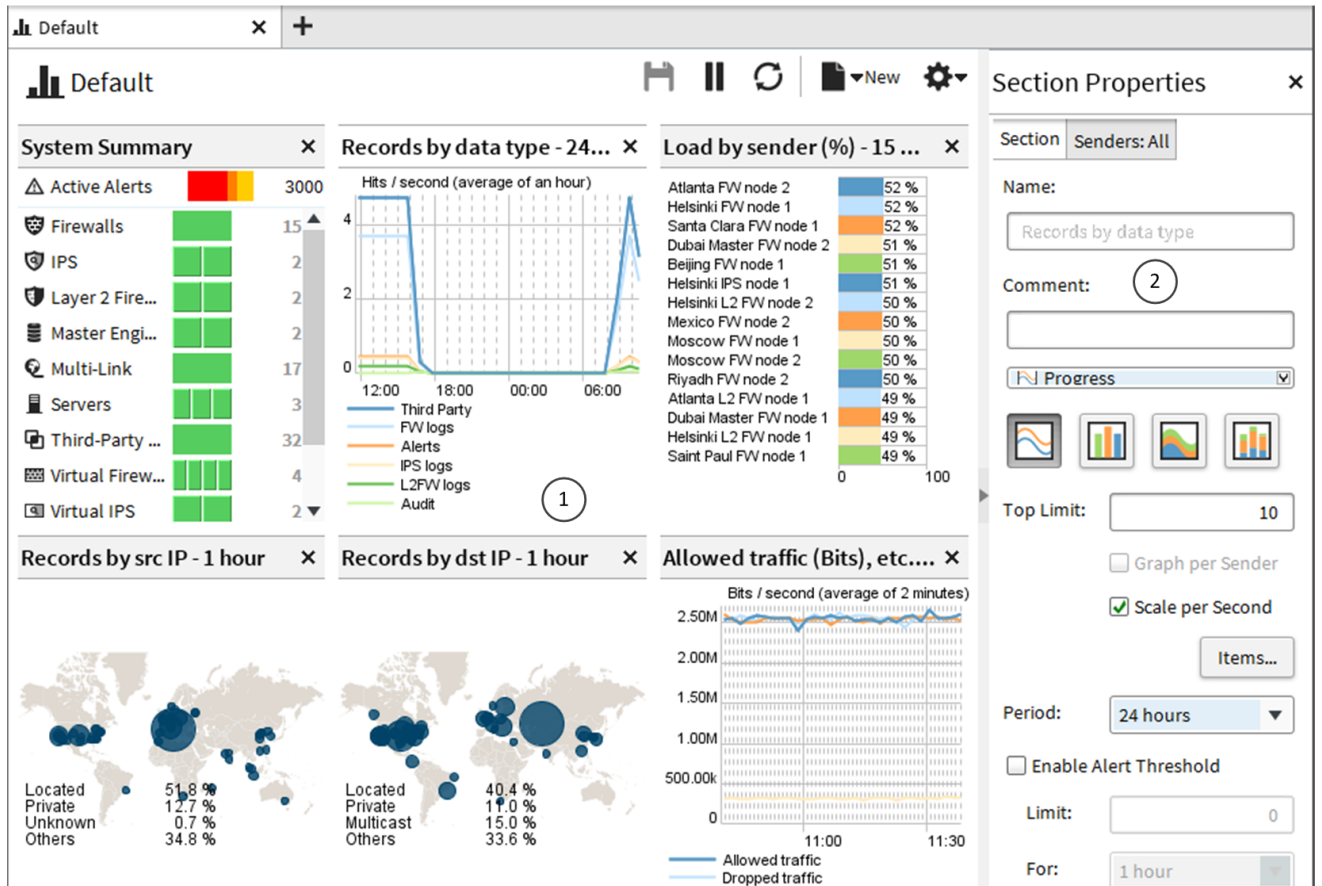 Default
Default
New
System Summary
Active Alerts 3000
Firewalls 15
IPS 2
Layer 2 Fire... 2
Master Engi... 2
Multi-Link 17
Servers 3
Third-Party ... 32
Virtual Firew... 4
Virtual IPS 2
Records by data type - 24...
Hits / second (average of an hour)
4
2
0
12:00 18:00 00:00 06:00
Third Party
FW logs
Alerts
IPS logs
L2FW logs
Audit
1
Load by sender (%) - 15 ...
Atlanta FW node 2 52 %
Helsinki FW node 1 52 %
Santa Clara FW node 1 52 %
Dubai Master FW node 2 51 %
Beijing FW node 1 51 %
Helsinki IPS node 1 51 %
Helsinki L2 FW node 2 50 %
Mexico FW node 2 50 %
Moscow FW node 1 50 %
Moscow FW node 2 50 %
Riyadh FW node 2 50 %
Atlanta L2 FW node 1 49 %
Dubai Master FW node 1 49 %
Helsinki L2 FW node 1 49 %
Saint Paul FW node 1 49 %
0 100
Records by src IP - 1 hour
Located 51.8 %
Private 12.7 %
Unknown 0.7 %
Others 34.8 %
Records by dst IP - 1 hour
Located 40.4 %
Private 11.0 %
Multicast 15.0 %
Others 33.6 %
Allowed traffic (Bits), etc....
Bits / second (average of 2 minutes)
2.50M
2.00M
1.50M
1.00M
500.00k
0
11:00 11:30
Allowed traffic
Dropped traffic
Section Properties
Section Senders: All
Name:
Records by data type
Comment:
2
Progress
Top Limit: 10
Graph per Sender
Scale per Second
Items...
Period: 24 hours
Enable Alert Threshold
Limit: 0
For: 1 hour